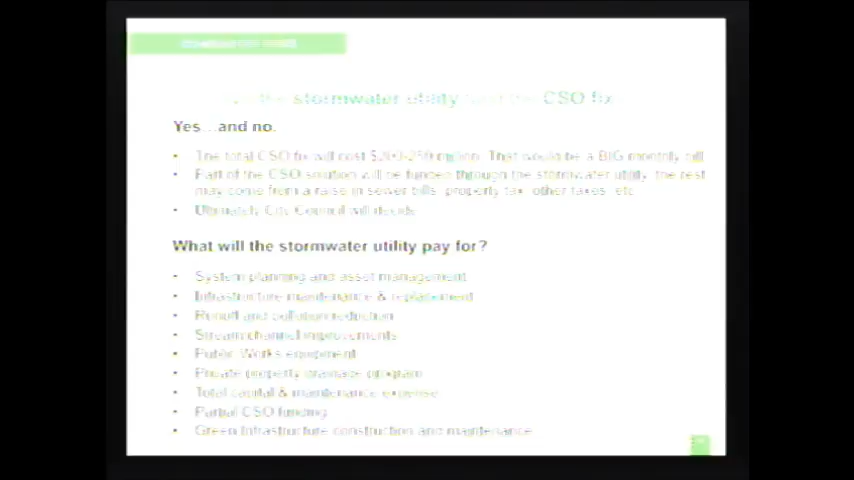 the stormwater utility the CSO fix
Yes...and no.
• The total CSO fix will cost million. That would be a BIG monthly bill
• Part of the CSO solution will be funded through the stormwater utility, the rest
may come from a raise in sewer bills, property tax, other taxes, etc
• Ultimately City Council will decide
What will the stormwater utility pay for?
• System planning and asset management
• Infrastructure maintenance & replacement
• Runoff and pollution reduction
• Stream channel improvements
• Public Works equipment
• Private property drainage program
• Total capital & maintenance expense
• Partial CSO funding
• Green Infrastructure construction and maintenance